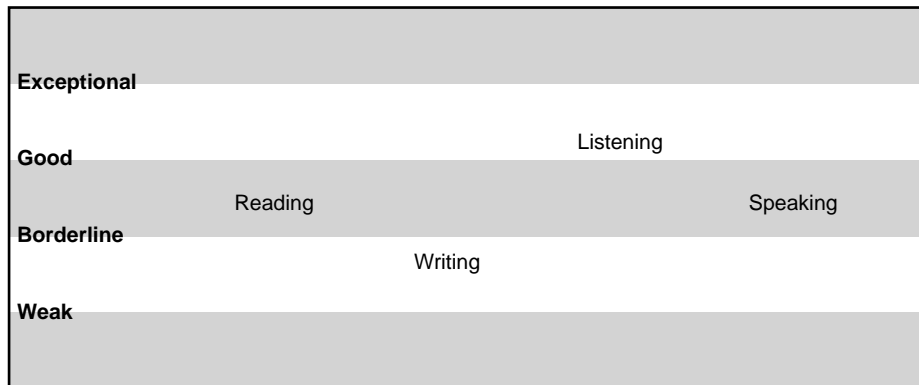 Exceptional
Listening
Good
Reading Speaking
Borderline
Writing
Weak